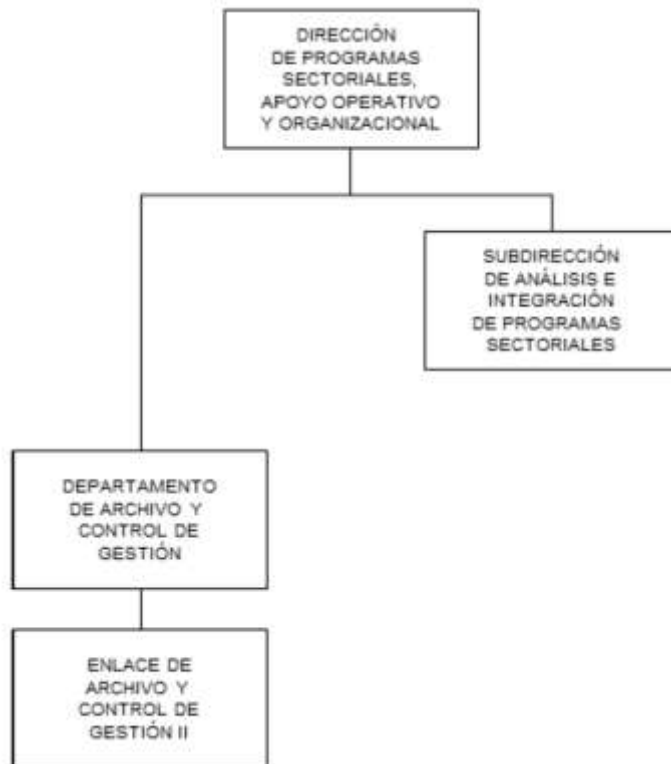 DIRECCIÓN
DE PROGRAMAS
SECTORIALES,
APOYO OPERATIVO
Y ORGANIZACIONAL
SUBDIRECCIÓN
DE ANÁLISIS E
INTEGRACIÓN
DE PROGRAMAS
SECTORIALES
DEPARTAMENTO
DE ARCHIVO Y
CONTROL DE
GESTIÓN
ENLACE DE
ARCHIVO Y
CONTROL DE
GESTIÓN II